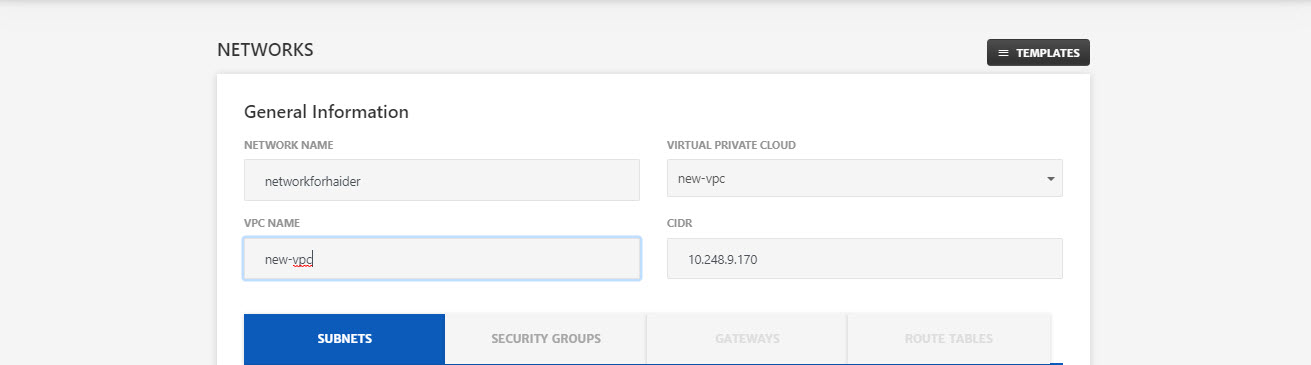 NETWORKS
TEMPLATES
General Information
NETWORK NAME
VIRTUAL PRIVATE CLOUD
networkforhaider
new-vpc
VPC NAME
CIDR
new-vpc
10.248.9.170
SUBNETS
SECURITY GROUPS
GATEWAYS
ROUTE TABLES